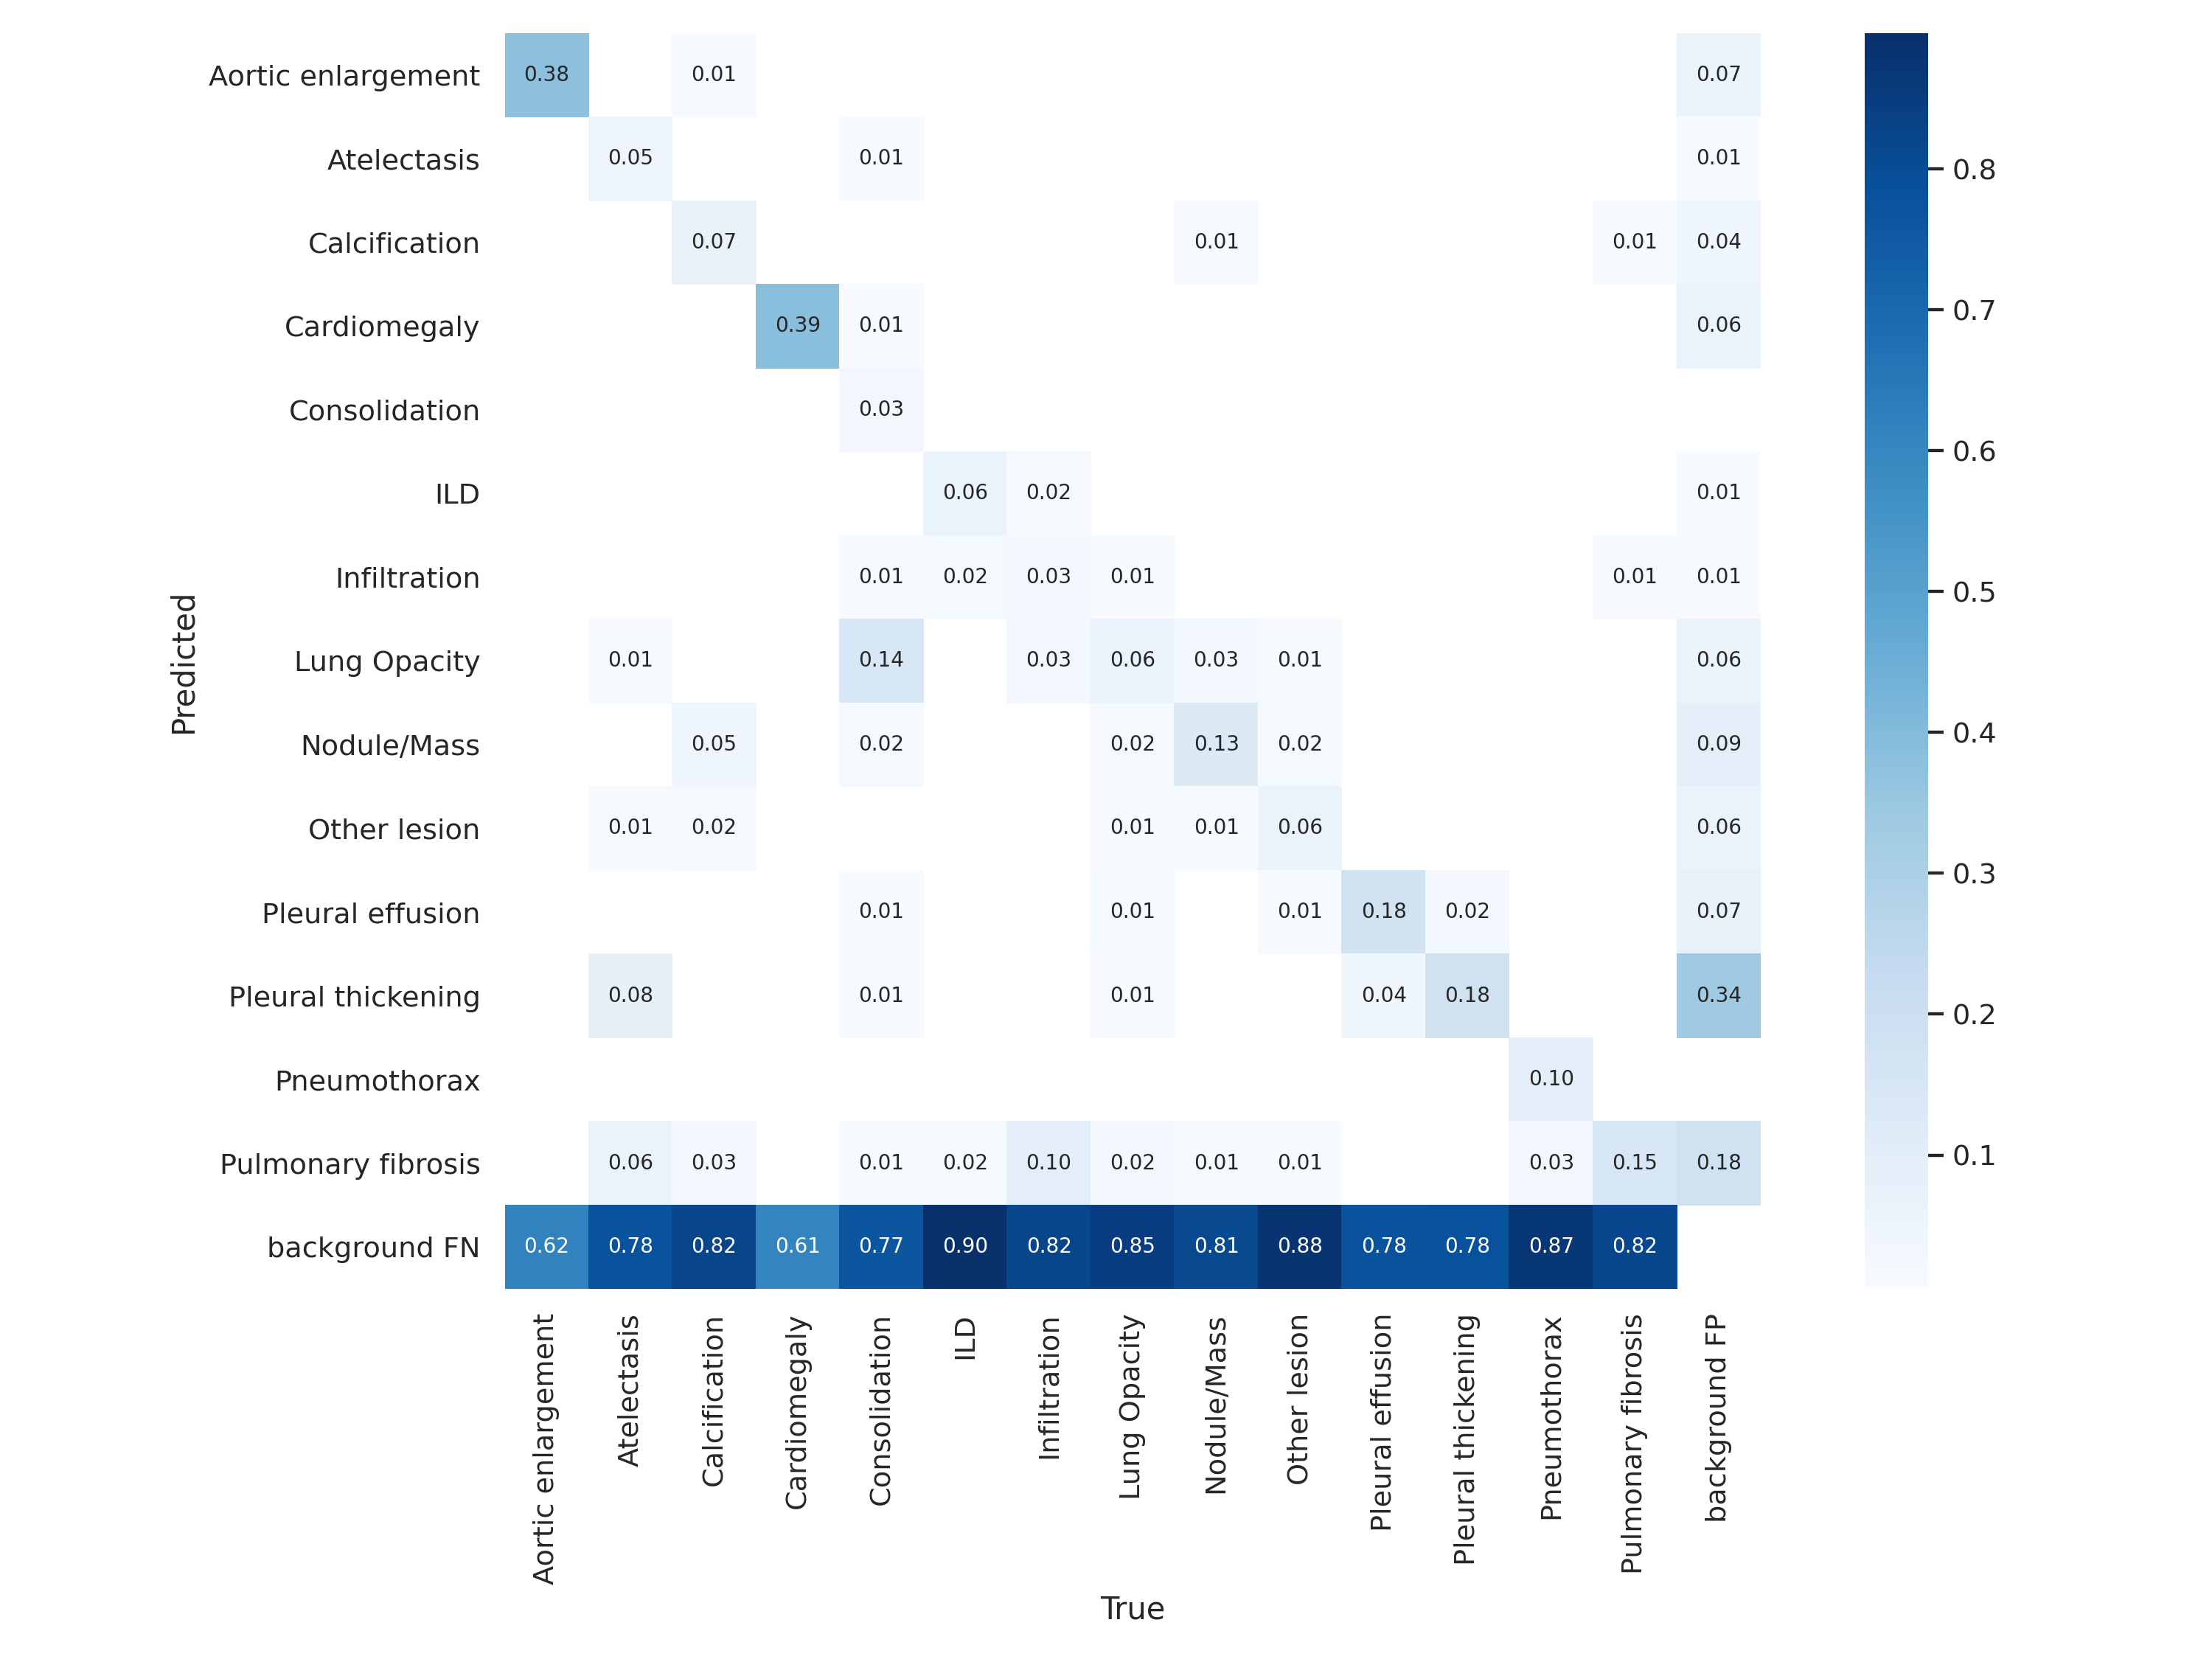 Aortic enlargement 0.38 0.01 0.07
Atelectasis 0.05 0.01 0.01 0.8
Calcification 0.07 0.01 0.01 0.04
0.7
Cardiomegaly 0.39 0.01 0.06
Consolidation 0.03
0.6
ILD 0.06 0.02 0.01
0.5
Infiltration 0.01 0.02 0.03 0.01 0.01 0.01
Predicted
Lung Opacity 0.01 0.14 0.03 0.06 0.03 0.01 0.06
Nodule/Mass 0.05 0.02 0.02 0.13 0.02 0.09 0.4
Other lesion 0.01 0.02 0.01 0.01 0.06 0.06
0.3
Pleural effusion 0.01 0.01 0.01 0.18 0.02 0.07
Pleural thickening 0.08 0.01 0.01 0.04 0.18 0.34 0.2
Pneumothorax 0.10
Pulmonary fibrosis 0.06 0.03 0.01 0.02 0.10 0.02 0.01 0.01 0.03 0.15 0.18 0.1
background FN 0.62 0.78 0.82 0.61 0.77 0.90 0.82 0.85 0.81 0.88 0.78 0.78 0.87 0.82
Aortic enlargement
Atelectasis
Calcification
Cardiomegaly
Consolidation
ILD
Infiltration
Lung Opacity
Nodule/Mass
Other lesion
Pleural effusion
Pleural thickening
Pneumothorax
Pulmonary fibrosis
background FP
True